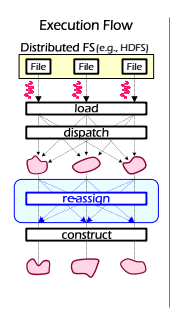 Execution Flow
Distributed FS (e.g., HDFS)
File File File
load
dispatch
re-assign
construct